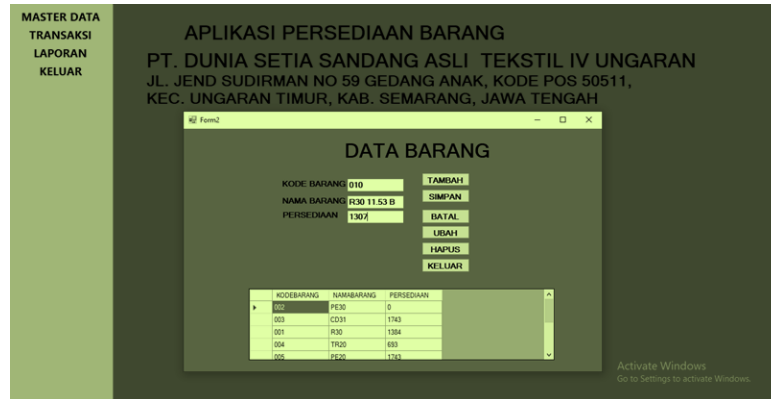 MASTER DATA
TRANSAKSI
LAPORAN
KELUAR
APLIKASI PERSEDIAAN BARANG
PT. DUNIA SETIA SANDANG ASLI TEKSTIL IV UNGARAN
JL. JEND SUDIRMAN NO 59 GEDANG ANAK, KODE POS 50511,
KEC. UNGARAN TIMUR, KAB. SEMARANG, JAWA TENGAH
Form2
DATA BARANG
KODE BARANG 010
NAMA BARANG R30 11.53 B
PERSEDIAAN 1307
TAMBAH
SIMPAN
BATAL
UBAH
HAPUS
KELUAR
KODEBARANG NAMABARANG PERSEDIAAN
002 PE30 0
003 CD31 1743
001 R30 1384
004 TR20 693
005 PE20 1743
Activate Windows
Go to Settings to activate Windows.